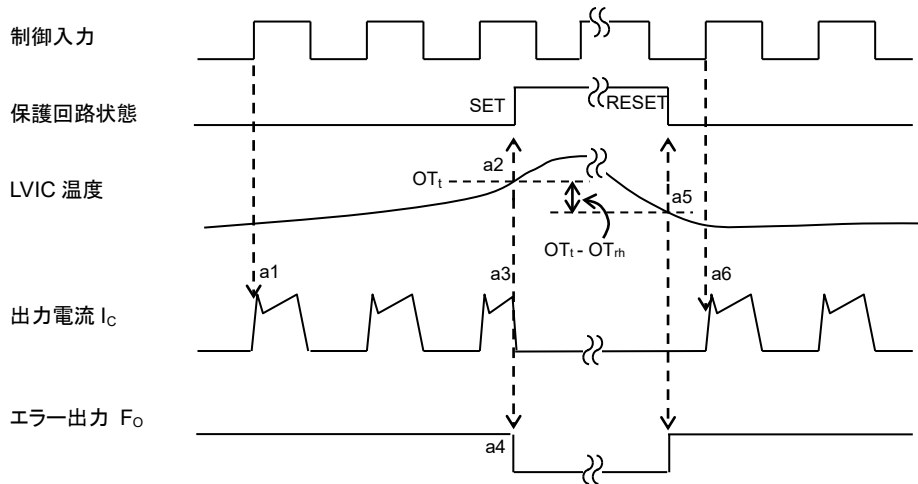 制御入力
保護回路状態
SET
RESET
LVIC 温度
OTt
a2
a5
OTt - OTrh
a1
a3
a6
出力電流 IC
エラー出力 FO
a4